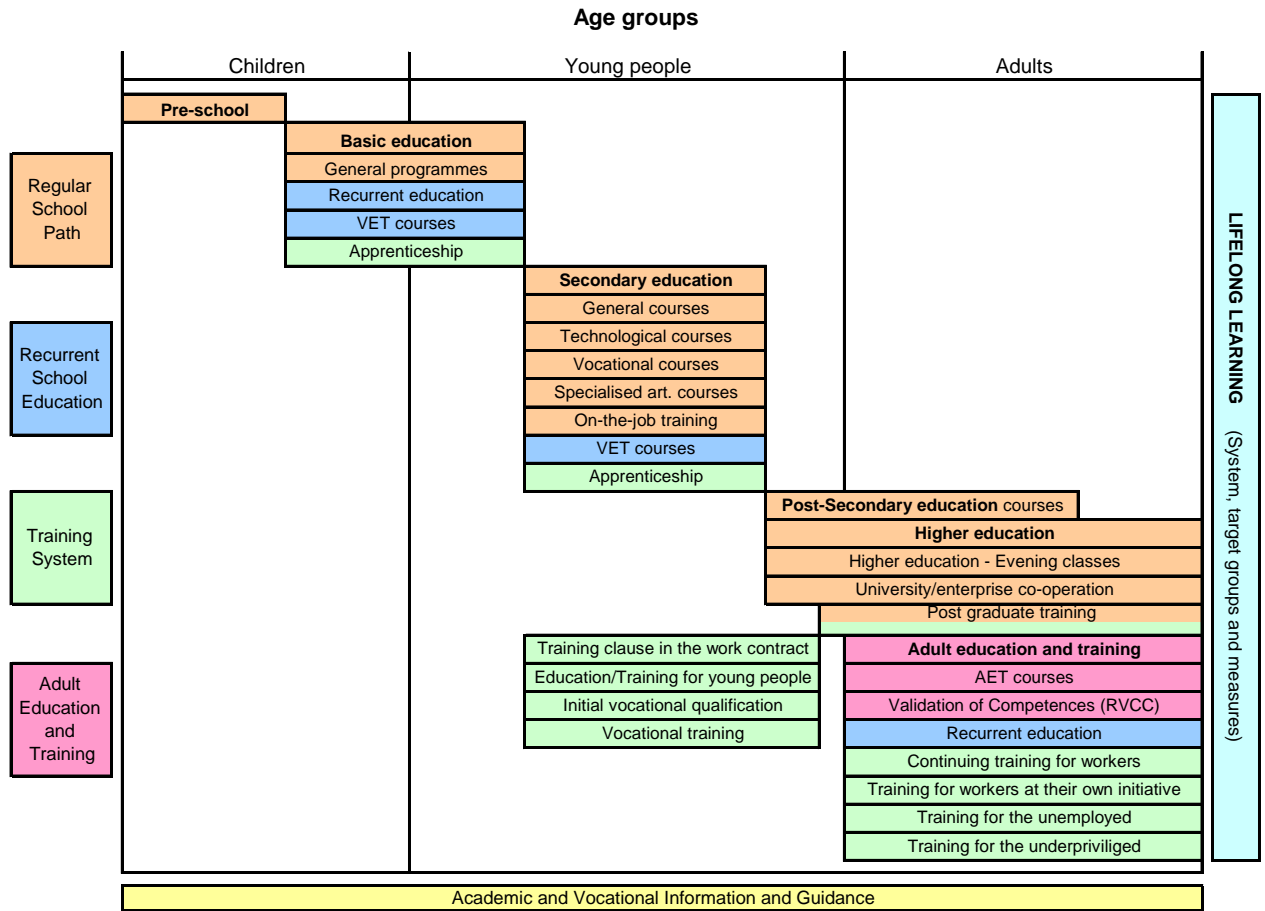 Age groups
Children
Young people
Adults
Pre-school
Basic education
General programmes
Recurrent education
VET courses
Apprenticeship
Regular
School
Path
Secondary education
General courses
Technological courses
Vocational courses
Specialised art. courses
On-the-job training
VET courses
Apprenticeship
Recurrent
School
Education
Post-Secondary education courses
Higher education
Higher education - Evening classes
University/enterprise co-operation
Post graduate training
Training
System
Training clause in the work contract
Education/Training for young people
Initial vocational qualification
Vocational training
Adult education and training
AET courses
Validation of Competences (RVCC)
Recurrent education
Continuing training for workers
Training for workers at their own initiative
Training for the unemployed
Training for the underpriviliged
Adult
Education
and
Training
LIFELONG LEARNING (System, target groups and measures)
Academic and Vocational Information and Guidance